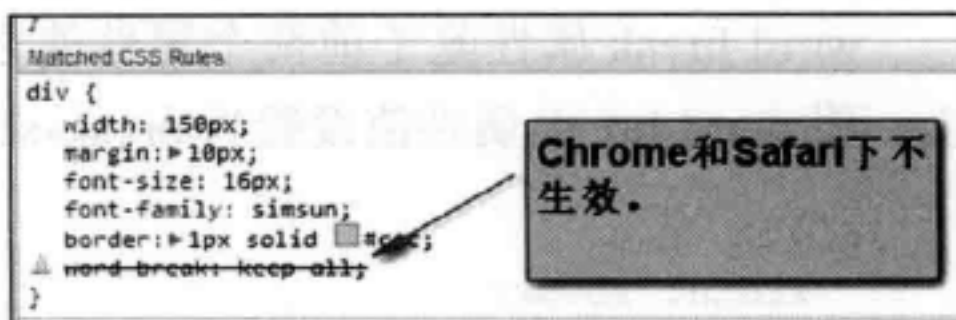 }
Matched CSS Rules
div {
width: 150px;
margin:▶10px;
font-size: 16px;
font-family: simsun;
border:▶1px solid #ccc;
word-break: keep-all;
}
Chrome和Safari下不
生效。